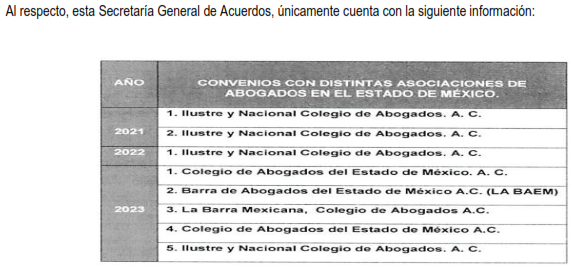 Al respecto, esta Secretaría General de Acuerdos, únicamente cuenta con la siguiente información:
AÑO
CONVENIOS CON DISTINTAS ASOCIACIONES DE
ABOGADOS EN EL ESTADO DE MÉXICO.
2021
1. Ilustre y Nacional Colegio de Abogados. A. C.
2. Ilustre y Nacional Colegio de Abogados. A. C.
2022
1. Ilustre y Nacional Colegio de Abogados. A. C.
2023
1. Colegio de Abogados del Estado de México. A. C.
2. Barra de Abogados del Estado de México A.C. (LA BAEM)
3. La Barra Mexicana, Colegio de Abogados A.C.
4. Colegio de Abogados del Estado de México A.C.
5. Ilustre y Nacional Colegio de Abogados. A. C.